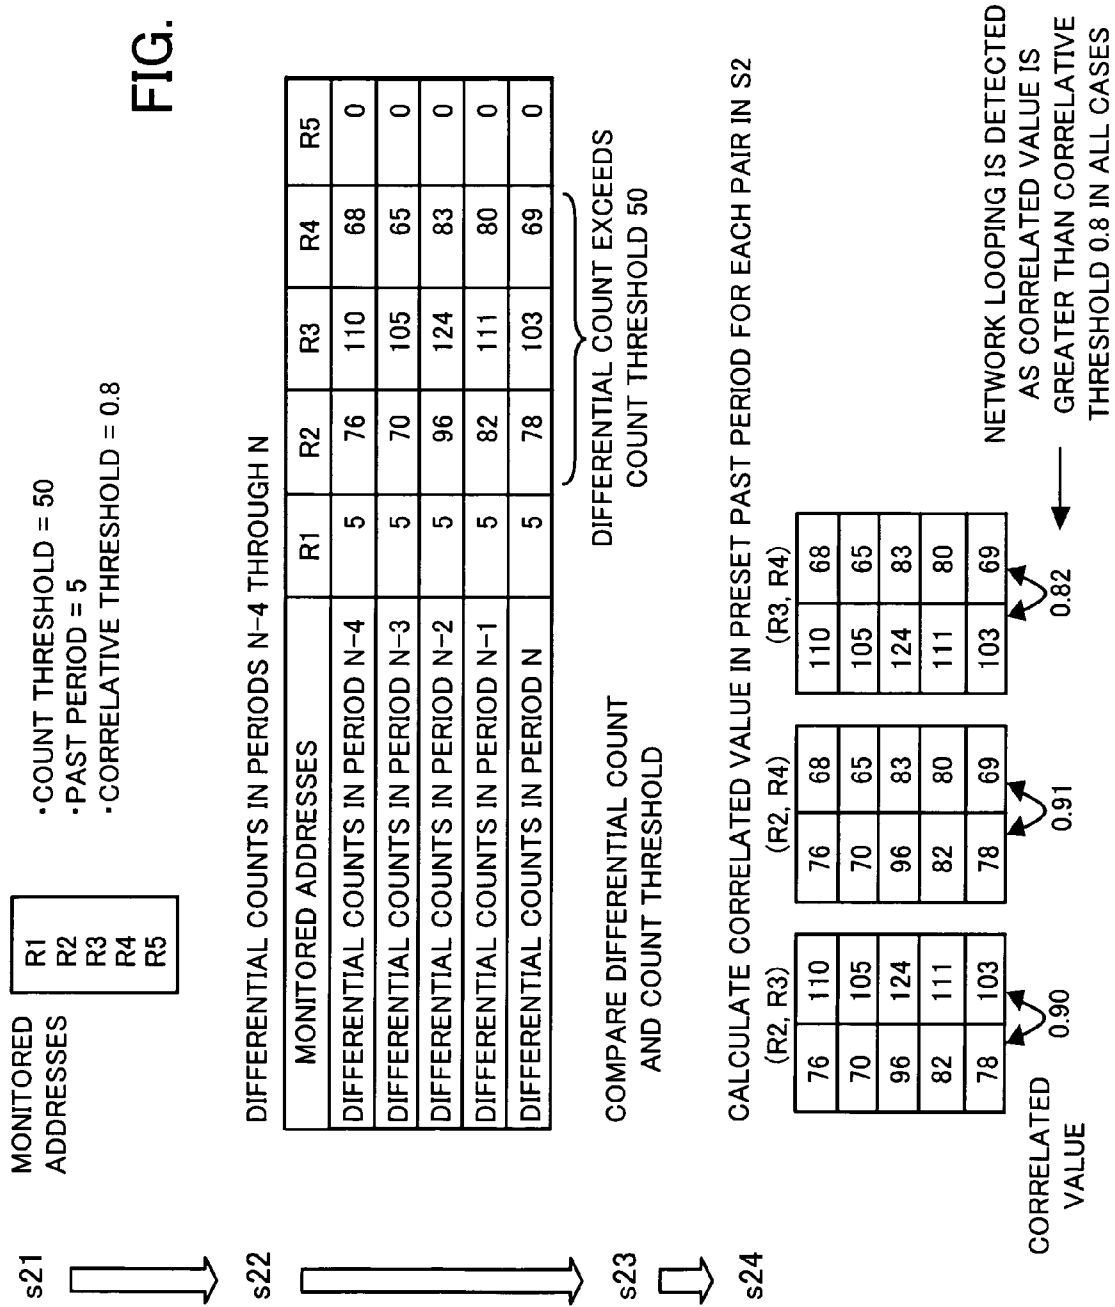 FIG.
s21
MONITORED
ADDRESSES
R1
R2
R3
R4
R5
·COUNT THRESHOLD = 50
·PAST PERIOD = 5
·CORRELATIVE THRESHOLD = 0.8
s22
DIFFERENTIAL COUNTS IN PERIODS N-4 THROUGH N
MONITORED ADDRESSES R1 R2 R3 R4 R5
DIFFERENTIAL COUNTS IN PERIOD N-4 5 76 110 68 0
DIFFERENTIAL COUNTS IN PERIOD N-3 5 70 105 65 0
DIFFERENTIAL COUNTS IN PERIOD N-2 5 96 124 83 0
DIFFERENTIAL COUNTS IN PERIOD N-1 5 82 111 80 0
DIFFERENTIAL COUNTS IN PERIOD N 5 78 103 69 0
s23
COMPARE DIFFERENTIAL COUNT
AND COUNT THRESHOLD
DIFFERENTIAL COUNT EXCEEDS
COUNT THRESHOLD 50
s24
CALCULATE CORRELATED VALUE IN PRESET PAST PERIOD FOR EACH PAIR IN S2
(R2, R3)
76 110
70 105
96 124
82 111
78 103
(R2, R4)
76 68
70 65
96 83
82 80
78 69
(R3, R4)
110 68
105 65
124 83
111 80
103 69
CORRELATED
VALUE
0.90
0.91
0.82
NETWORK LOOPING IS DETECTED
AS CORRELATED VALUE IS
GREATER THAN CORRELATIVE
THRESHOLD 0.8 IN ALL CASES